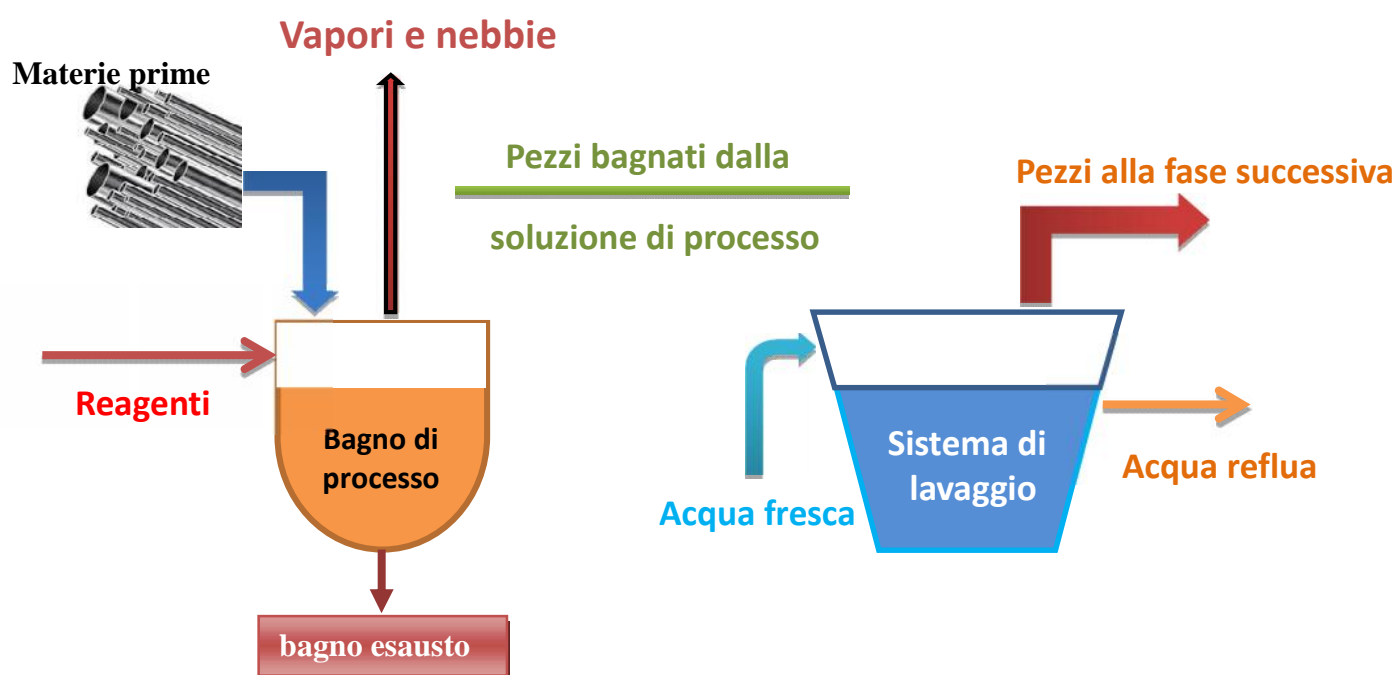 Vapori e nebbie
Materie prime
Pezzi bagnati dalla
soluzione di processo
Pezzi alla fase successiva
Reagenti
Bagno di
processo
Sistema di
lavaggio
Acqua fresca
Acqua reflua
bagno esausto